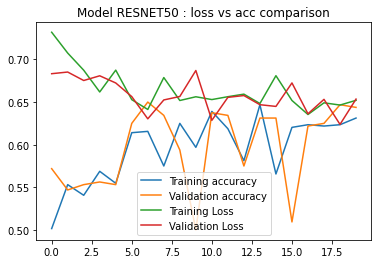 Model RESNET50 : loss vs acc comparison
0.70
0.65
0.60
0.55
0.50
Training accuracy
Validation accuracy
Training Loss
Validation Loss
0.0 2.5 5.0 7.5 10.0 12.5 15.0 17.5